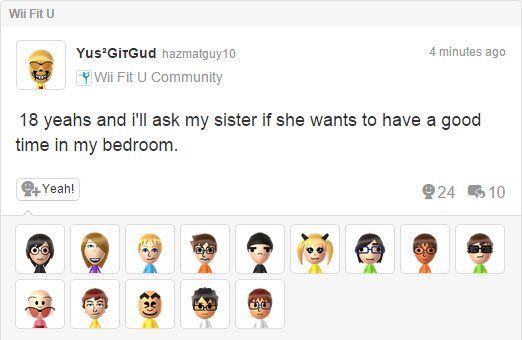 Wii Fit U
Yus²GiтGud hazmatguy10 4 minutes ago
Wii Fit U Community
18 yeahs and i'll ask my sister if she wants to have a good
time in my bedroom.
Yeah! 24 10